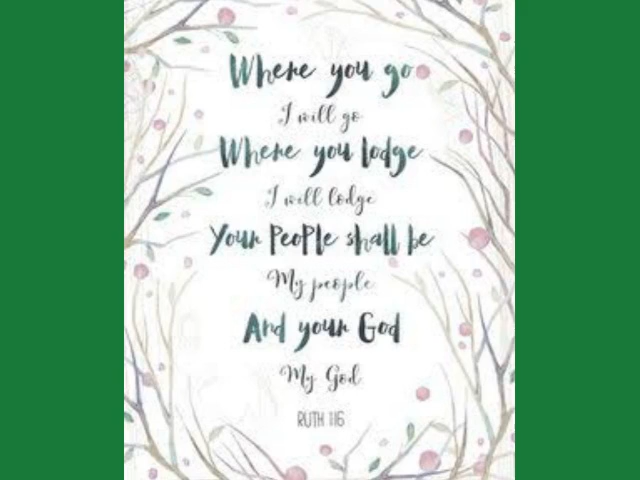 Where you go
I will go
Where you lodge
I will lodge
Your PeoPle shall be
My people
And your God
My God
RUTH 1:16